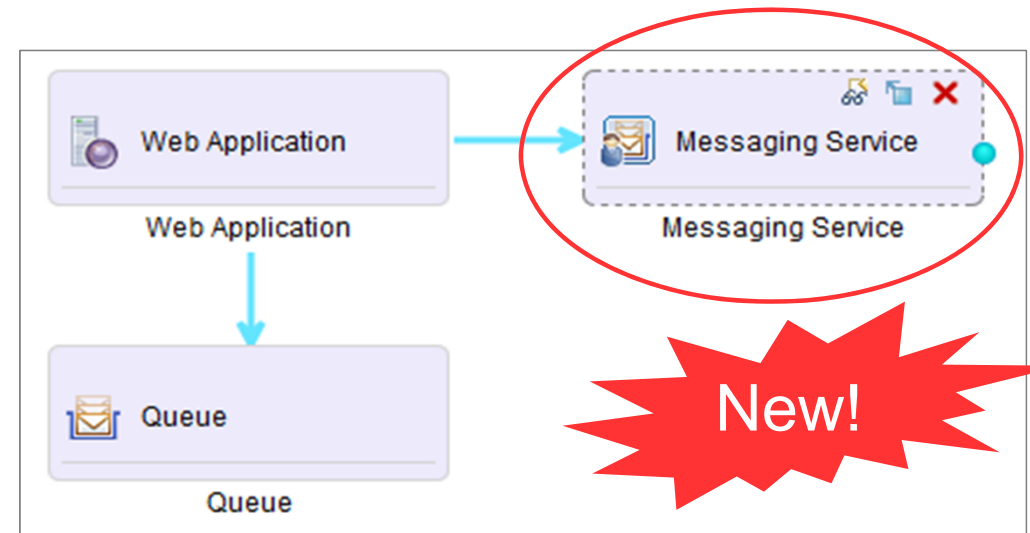 Web Application
Messaging Service
Web Application
Messaging Service
Queue
New!
Queue